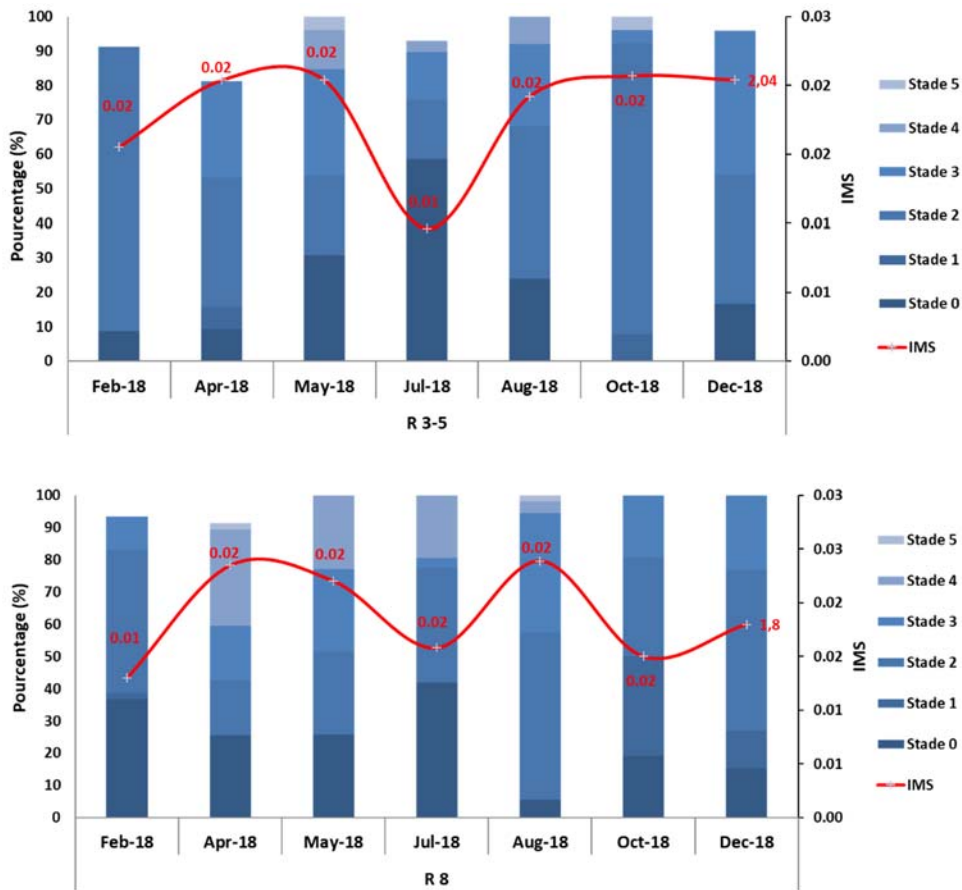 100
90
80
70
60
50
40
30
20
10
0
Pourcentage (%)
0.02
0.02
0.02
0.01
0.02
0.02
2,04
0.03
0.02
0.02
0.01
0.01
0.00
IMS
Stade 5
Stade 4
Stade 3
Stade 2
Stade 1
Stade 0
IMS
Feb-18 Apr-18 May-18 Jul-18 Aug-18 Oct-18 Dec-18
R 3-5
100
90
80
70
60
50
40
30
20
10
0
Pourcentage (%)
0.01
0.02
0.02
0.02
0.02
0.02
1,8
0.03
0.03
0.02
0.02
0.01
0.01
0.00
IMS
Stade 5
Stade 4
Stade 3
Stade 2
Stade 1
Stade 0
IMS
Feb-18 Apr-18 May-18 Jul-18 Aug-18 Oct-18 Dec-18
R 8